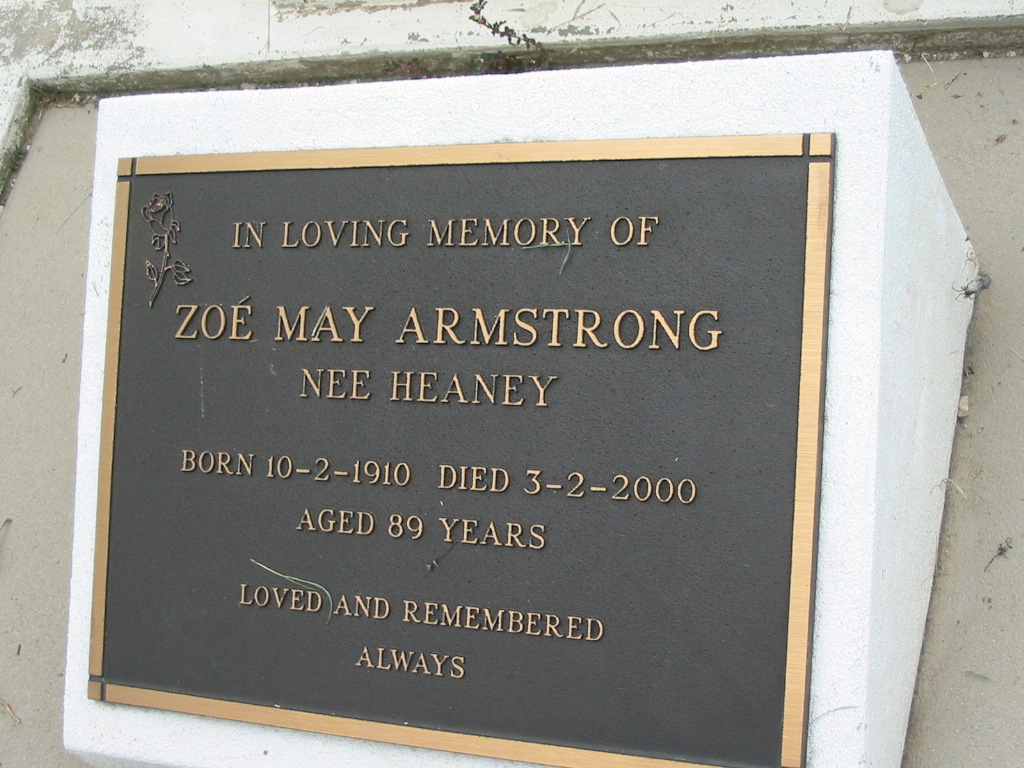 IN LOVING MEMORY OF
ZOÉ MAY ARMSTRONG
NEE HEANEY
BORN 10-2-1910 DIED 3-2-2000
AGED 89 YEARS
LOVED AND REMEMBERED
ALWAYS